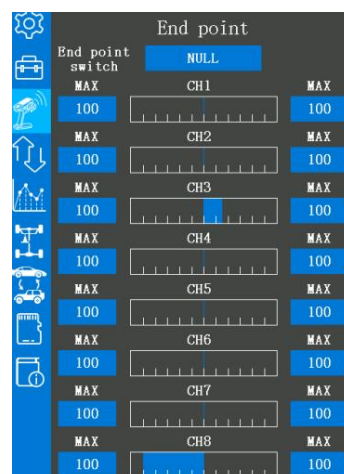 End point
End point switch NULL
MAX CH1 MAX
100 100
MAX CH2 MAX
100 100
MAX CH3 MAX
100 100
MAX CH4 MAX
100 100
MAX CH5 MAX
100 100
MAX CH6 MAX
100 100
MAX CH7 MAX
100 100
MAX CH8 MAX
100 100